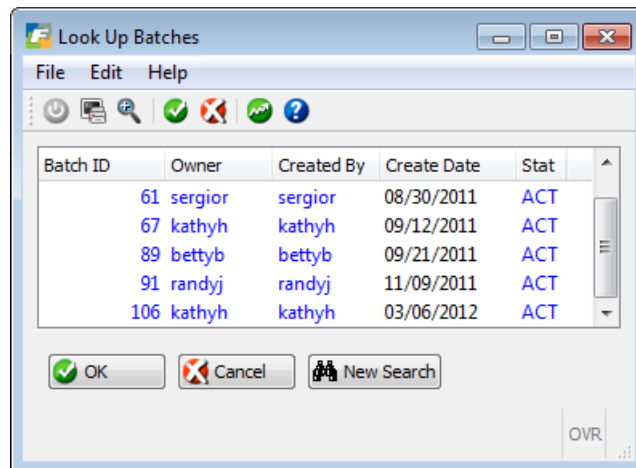 Look Up Batches
File Edit Help
Batch ID Owner Created By Create Date Stat
61 sergior sergior 08/30/2011 ACT
67 kathyh kathyh 09/12/2011 ACT
89 bettyb bettyb 09/21/2011 ACT
91 randyj randyj 11/09/2011 ACT
106 kathyh kathyh 03/06/2012 ACT
OK Cancel New Search
OVR